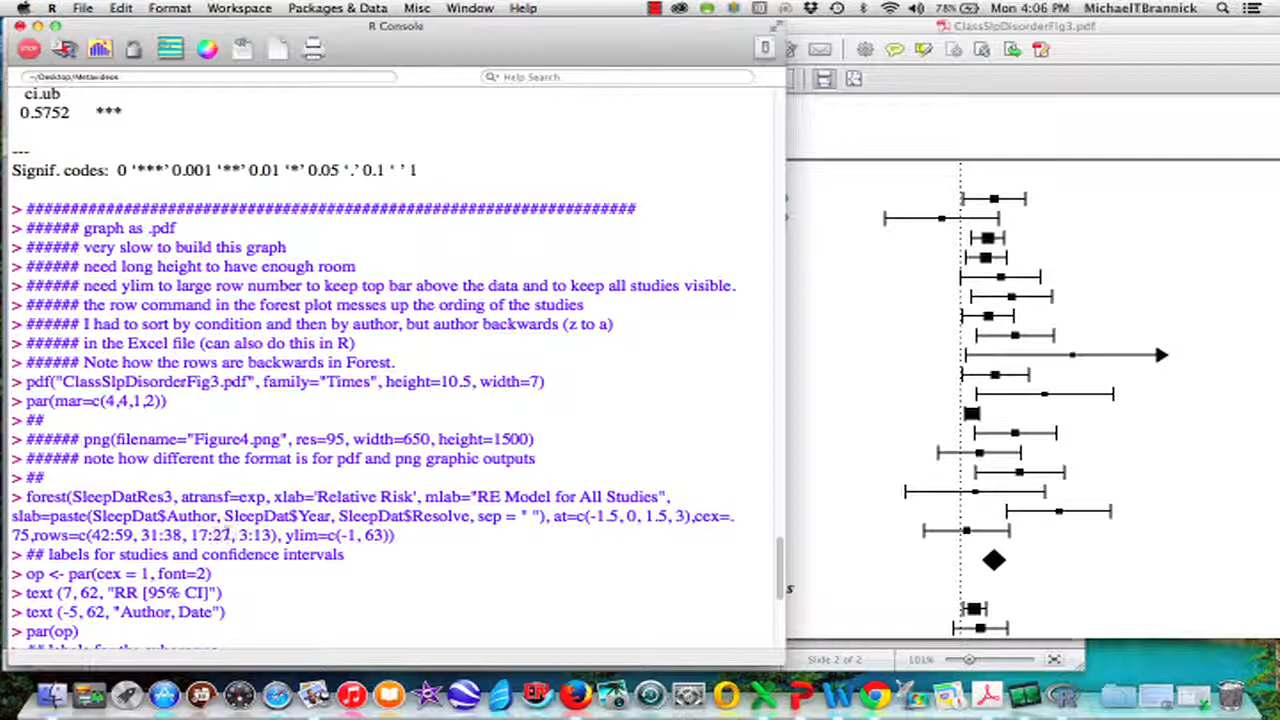 R File Edit Format Workspace Packages & Data Misc Window Help 78% Mon 4:06 PM MichaelTBrannick
R Console
ClassSlpDisorderFig3.pdf
~/Desktop/Metavideos
Help Search
ci.ub
0.5752 ***
---
Signif. codes: 0 ‘***’ 0.001 ‘**’ 0.01 ‘*’ 0.05 ‘.’ 0.1 ‘ ’ 1
> #####################################################################
> ###### graph as .pdf
> ###### very slow to build this graph
> ###### need long height to have enough room
> ###### need ylim to large row number to keep top bar above the data and to keep all studies visible.
> ###### the row command in the forest plot messes up the ording of the studies
> ###### I had to sort by condition and then by author, but author backwards (z to a)
> ###### in the Excel file (can also do this in R)
> ###### Note how the rows are backwards in Forest.
> pdf("ClassSlpDisorderFig3.pdf", family="Times", height=10.5, width=7)
> par(mar=c(4,4,1,2))
> ##
> ###### png(filename="Figure4.png", res=95, width=650, height=1500)
> ###### note how different the format is for pdf and png graphic outputs
> ##
> forest(SleepDatRes3, atransf=exp, xlab='Relative Risk', mlab="RE Model for All Studies",
slab=paste(SleepDat$Author, SleepDat$Year, SleepDat$Resolve, sep = " "), at=c(-1.5, 0, 1.5, 3),cex=.
75,rows=c(42:59, 31:38, 17:27, 3:13), ylim=c(-1, 63))
> ## labels for studies and confidence intervals
> op <- par(cex = 1, font=2)
> text (7, 62, "RR [95% CI]")
> text (-5, 62, "Author, Date")
> par(op)
s
Slide 2 of 2 101%